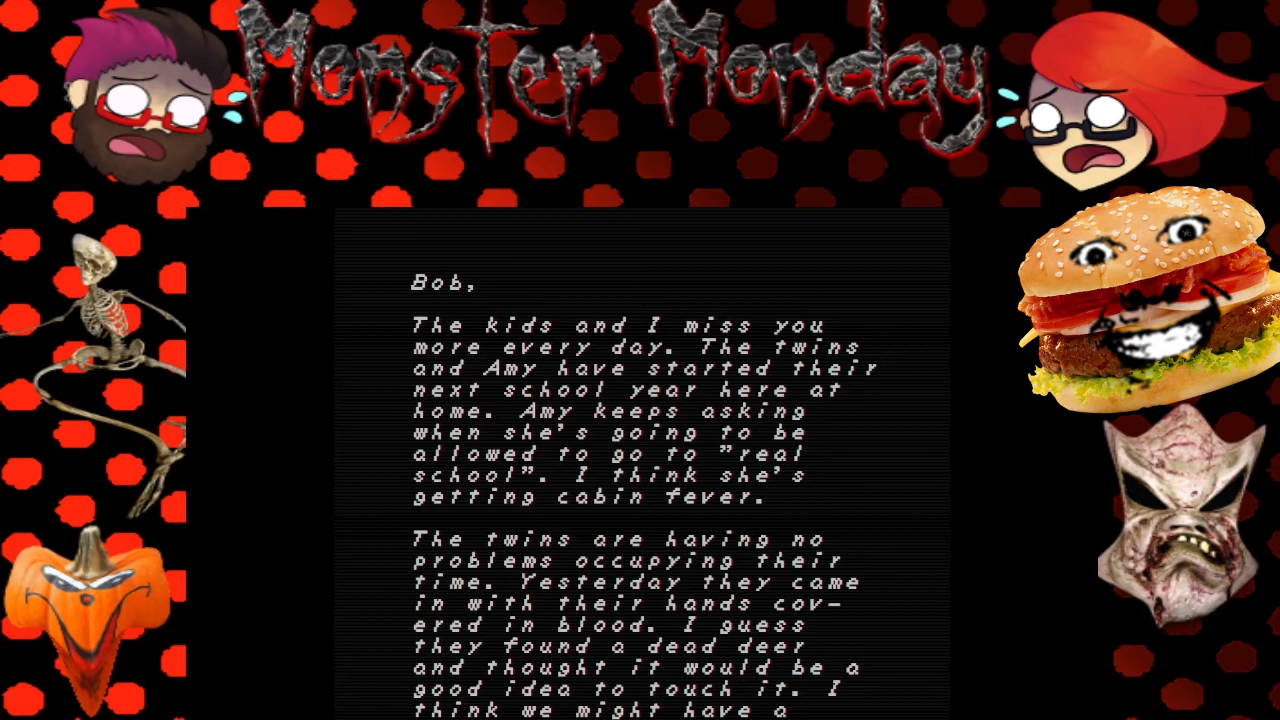 Monster Monday
Bob,
The kids and I miss you
more every day. The twins
and Amy have started their
next school year here at
home. Amy keeps asking
when she's going to be
allowed to go to "real
school". I think she's
getting cabin fever.
The twins are having no
problems occupying their
time. Yesterday they came
in with their hands cov-
ered in blood. I guess
they found a dead deer
and thought it would be a
good idea to touch it. I
think we might have a